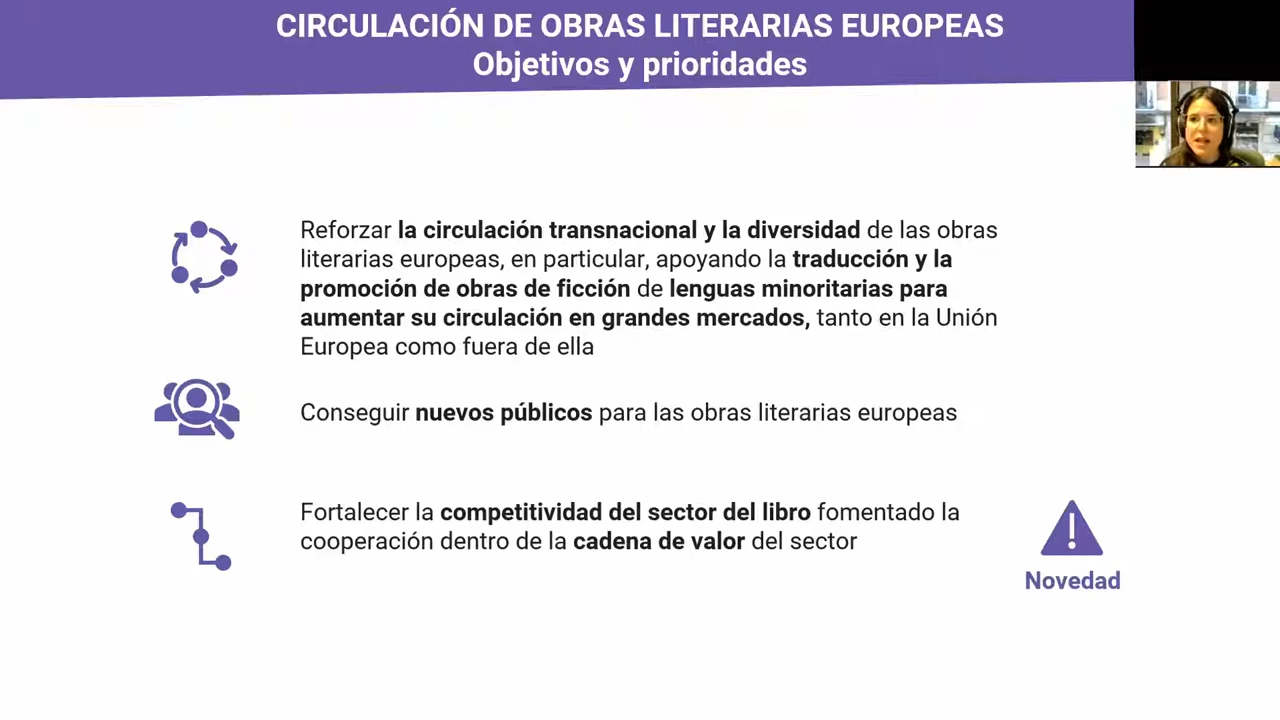 CIRCULACIÓN DE OBRAS LITERARIAS EUROPEAS
Objetivos y prioridades
Reforzar la circulación transnacional y la diversidad de las obras
literarias europeas, en particular, apoyando la traducción y la
promoción de obras de ficción de lenguas minoritarias para
aumentar su circulación en grandes mercados, tanto en la Unión
Europea como fuera de ella
Conseguir nuevos públicos para las obras literarias europeas
Fortalecer la competitividad del sector del libro fomentado la
cooperación dentro de la cadena de valor del sector
Novedad